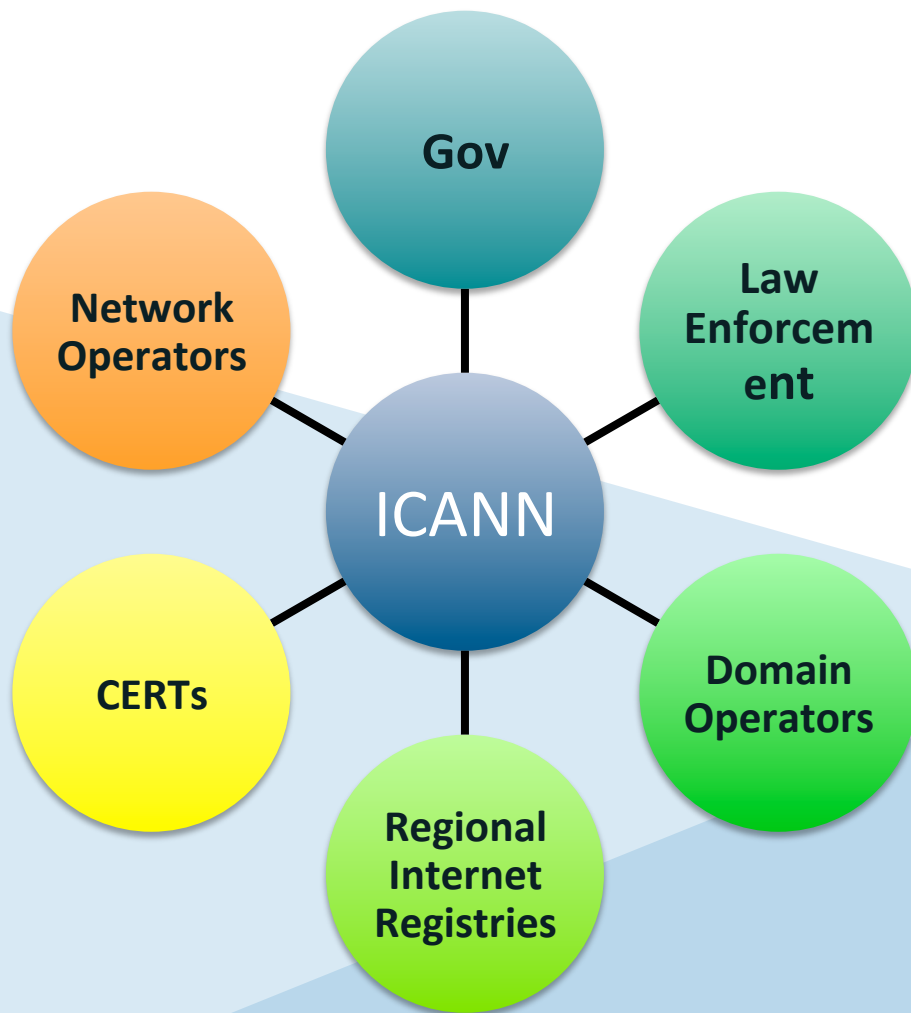 Gov
Network
Operators
Law
Enforcem
ent
ICANN
CERTs
Domain
Operators
Regional
Internet
Registries